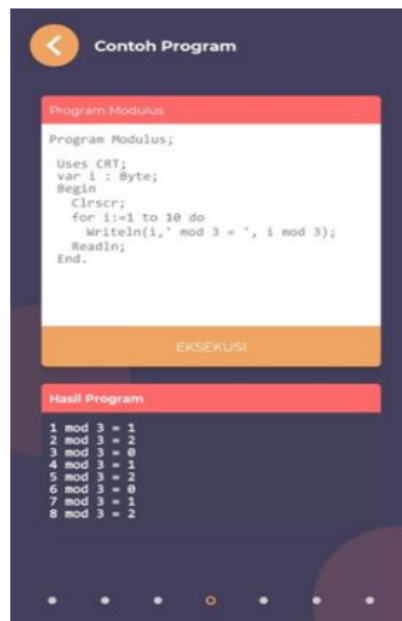 Contoh Program
Program Modulus
Program Modulus;
Uses CRT;
var i : Byte;
Begin
Clrscr;
for i:=1 to 10 do
Writeln(i,' mod 3 = ', i mod 3);
Readln;
End.
EKSEKUSI
Hasil Program
1 mod 3 = 1
2 mod 3 = 2
3 mod 3 = 0
4 mod 3 = 1
5 mod 3 = 2
6 mod 3 = 0
7 mod 3 = 1
8 mod 3 = 2